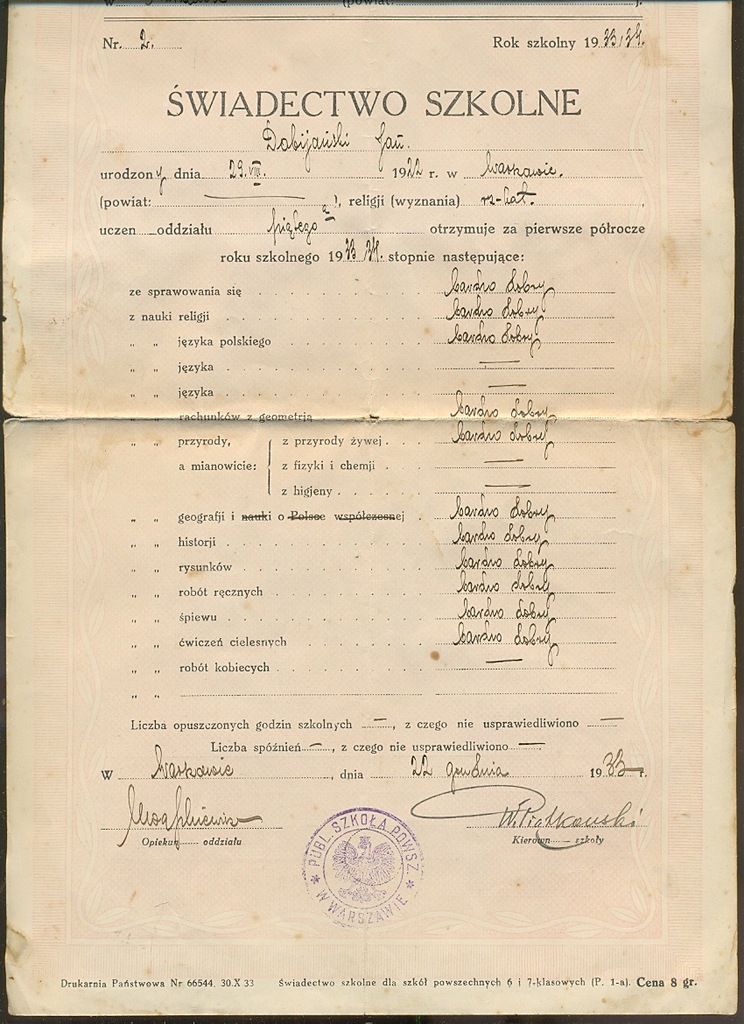 (powiat: ).
Nr. 2. Rok szkolny 1933/34.
ŚWIADECTWO SZKOLNE
Dobijański Jan.
urodzony dnia 29.VIII. 1922 r. w Warszawie.
(powiat: ), religji (wyznania) rz-kat.
uczen oddziału piątego a otrzymuje za pierwsze półrocze
roku szkolnego 1933/34. stopnie następujące:
ze sprawowania się bardzo dobry
z nauki religji bardzo dobry
„ „ języka polskiego bardzo dobry
„ „ języka —
„ „ języka —
„ „ rachunków z geometrją bardzo dobry
„ „ przyrody, z przyrody żywej bardzo dobry
a mianowicie: z fizyki i chemji —
z higjeny —
„ „ geografji i nauki o Polsce współczesnej bardzo dobry
„ „ historji bardzo dobry
„ „ rysunków bardzo dobry
„ „ robót ręcznych bardzo dobry
„ „ śpiewu bardzo dobry
„ „ ćwiczeń cielesnych bardzo dobry
„ „ robót kobiecych —
„ „
Liczba opuszczonych godzin szkolnych —, z czego nie usprawiedliwiono —
Liczba spóźnień —, z czego nie usprawiedliwiono —
W Warszawie, dnia 22 grudnia 1933 r.
W. Piątkowski
Opiekun oddziału Kierown szkoły
PUBL. SZKOŁA POWSZ.
W WARSZAWIE
Drukarnia Państwowa Nr 66544. 30.X 33 Świadectwo szkolne dla szkół powszechnych 6 i 7-klasowych (P. 1-a). Cena 8 gr.